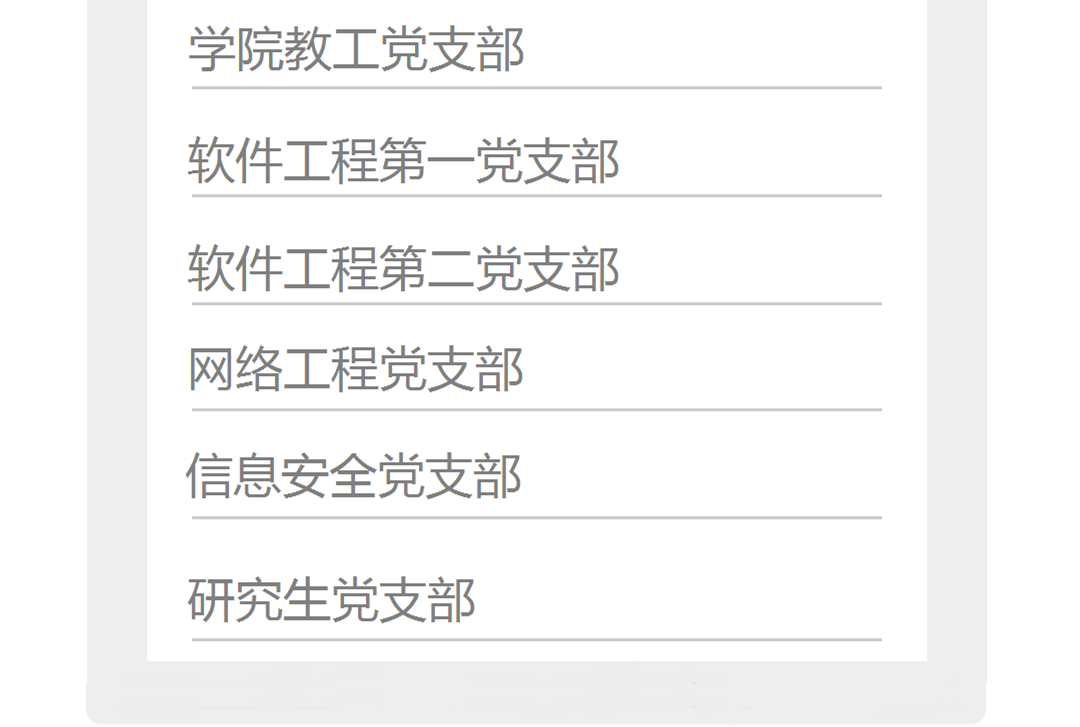 学院教工党支部
软件工程第一党支部
软件工程第二党支部
网络工程党支部
信息安全党支部
研究生党支部